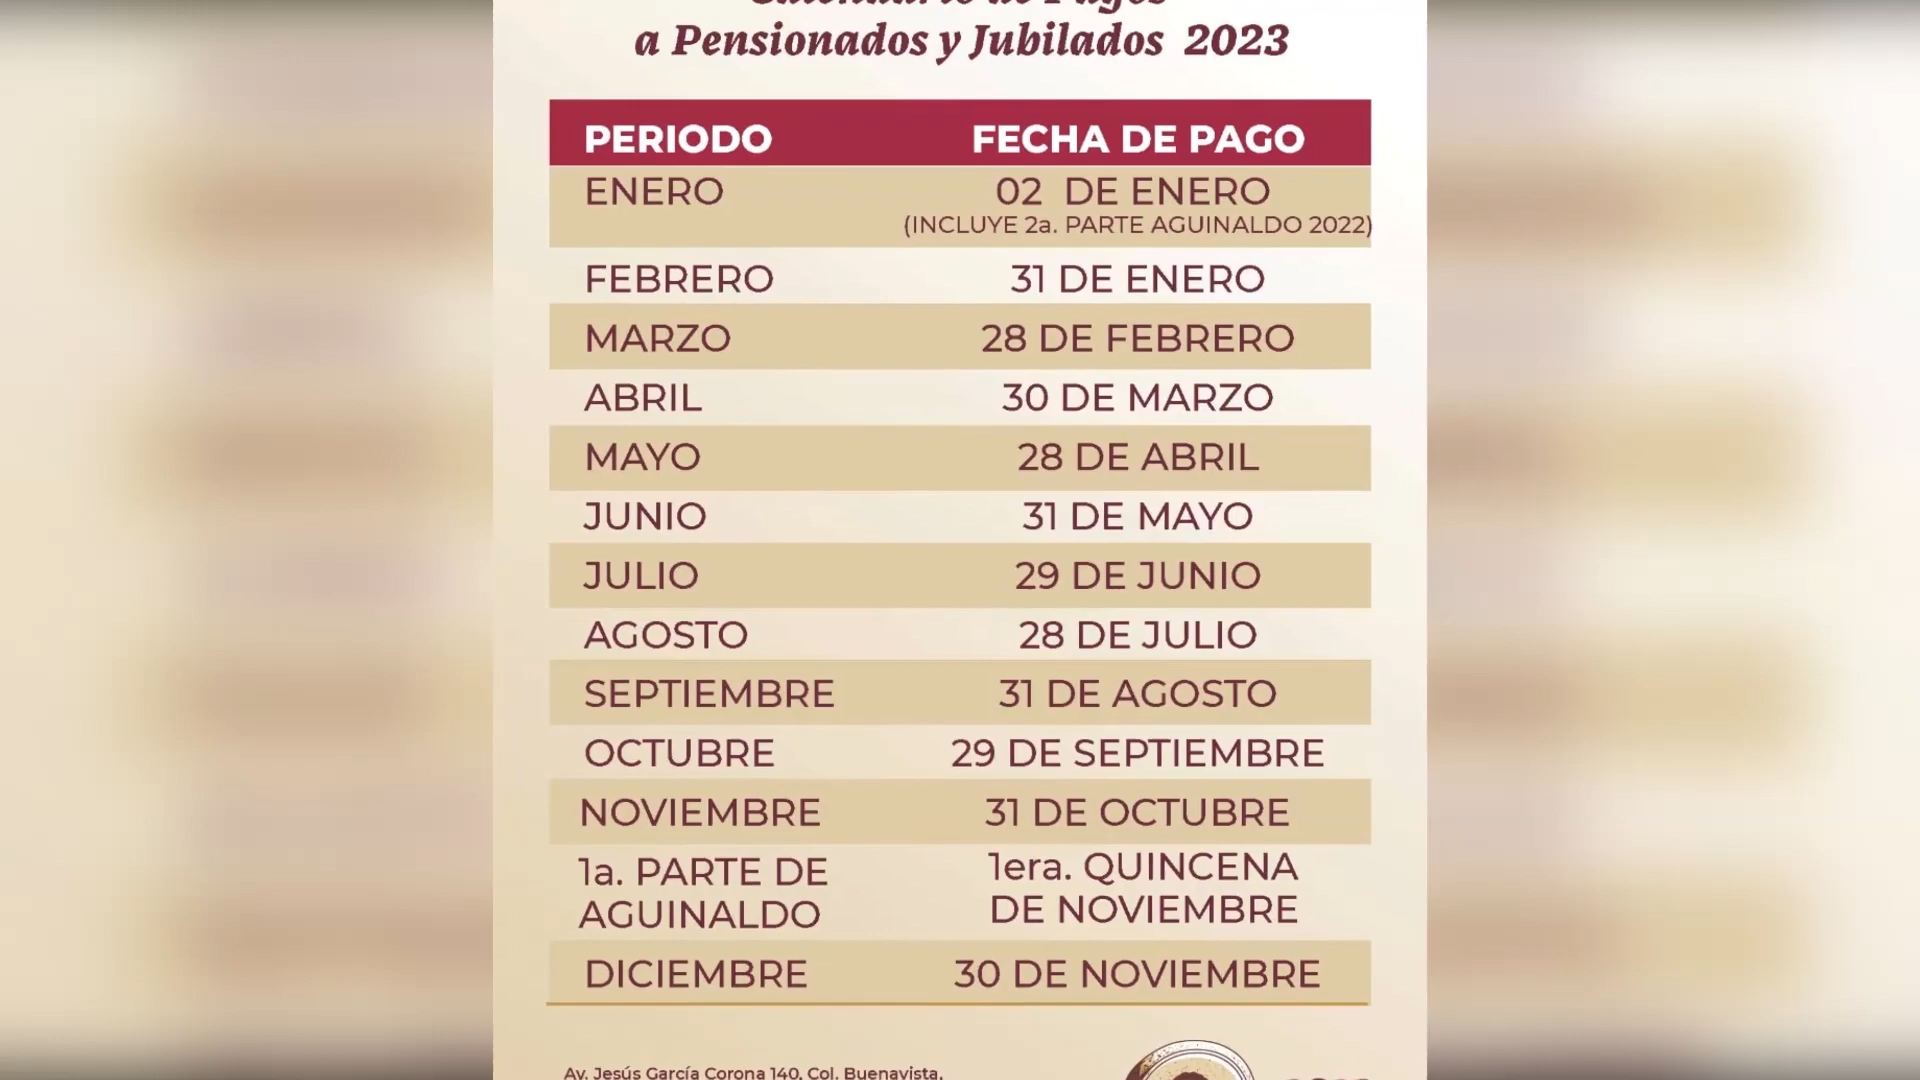 Calendario de Pagos
a Pensionados y Jubilados 2023
PERIODO FECHA DE PAGO
ENERO 02 DE ENERO
(INCLUYE 2a. PARTE AGUINALDO 2022)
FEBRERO 31 DE ENERO
MARZO 28 DE FEBRERO
ABRIL 30 DE MARZO
MAYO 28 DE ABRIL
JUNIO 31 DE MAYO
JULIO 29 DE JUNIO
AGOSTO 28 DE JULIO
SEPTIEMBRE 31 DE AGOSTO
OCTUBRE 29 DE SEPTIEMBRE
NOVIEMBRE 31 DE OCTUBRE
1a. PARTE DE 1era. QUINCENA
AGUINALDO DE NOVIEMBRE
DICIEMBRE 30 DE NOVIEMBRE
Av. Jesús García Corona 140, Col. Buenavista,